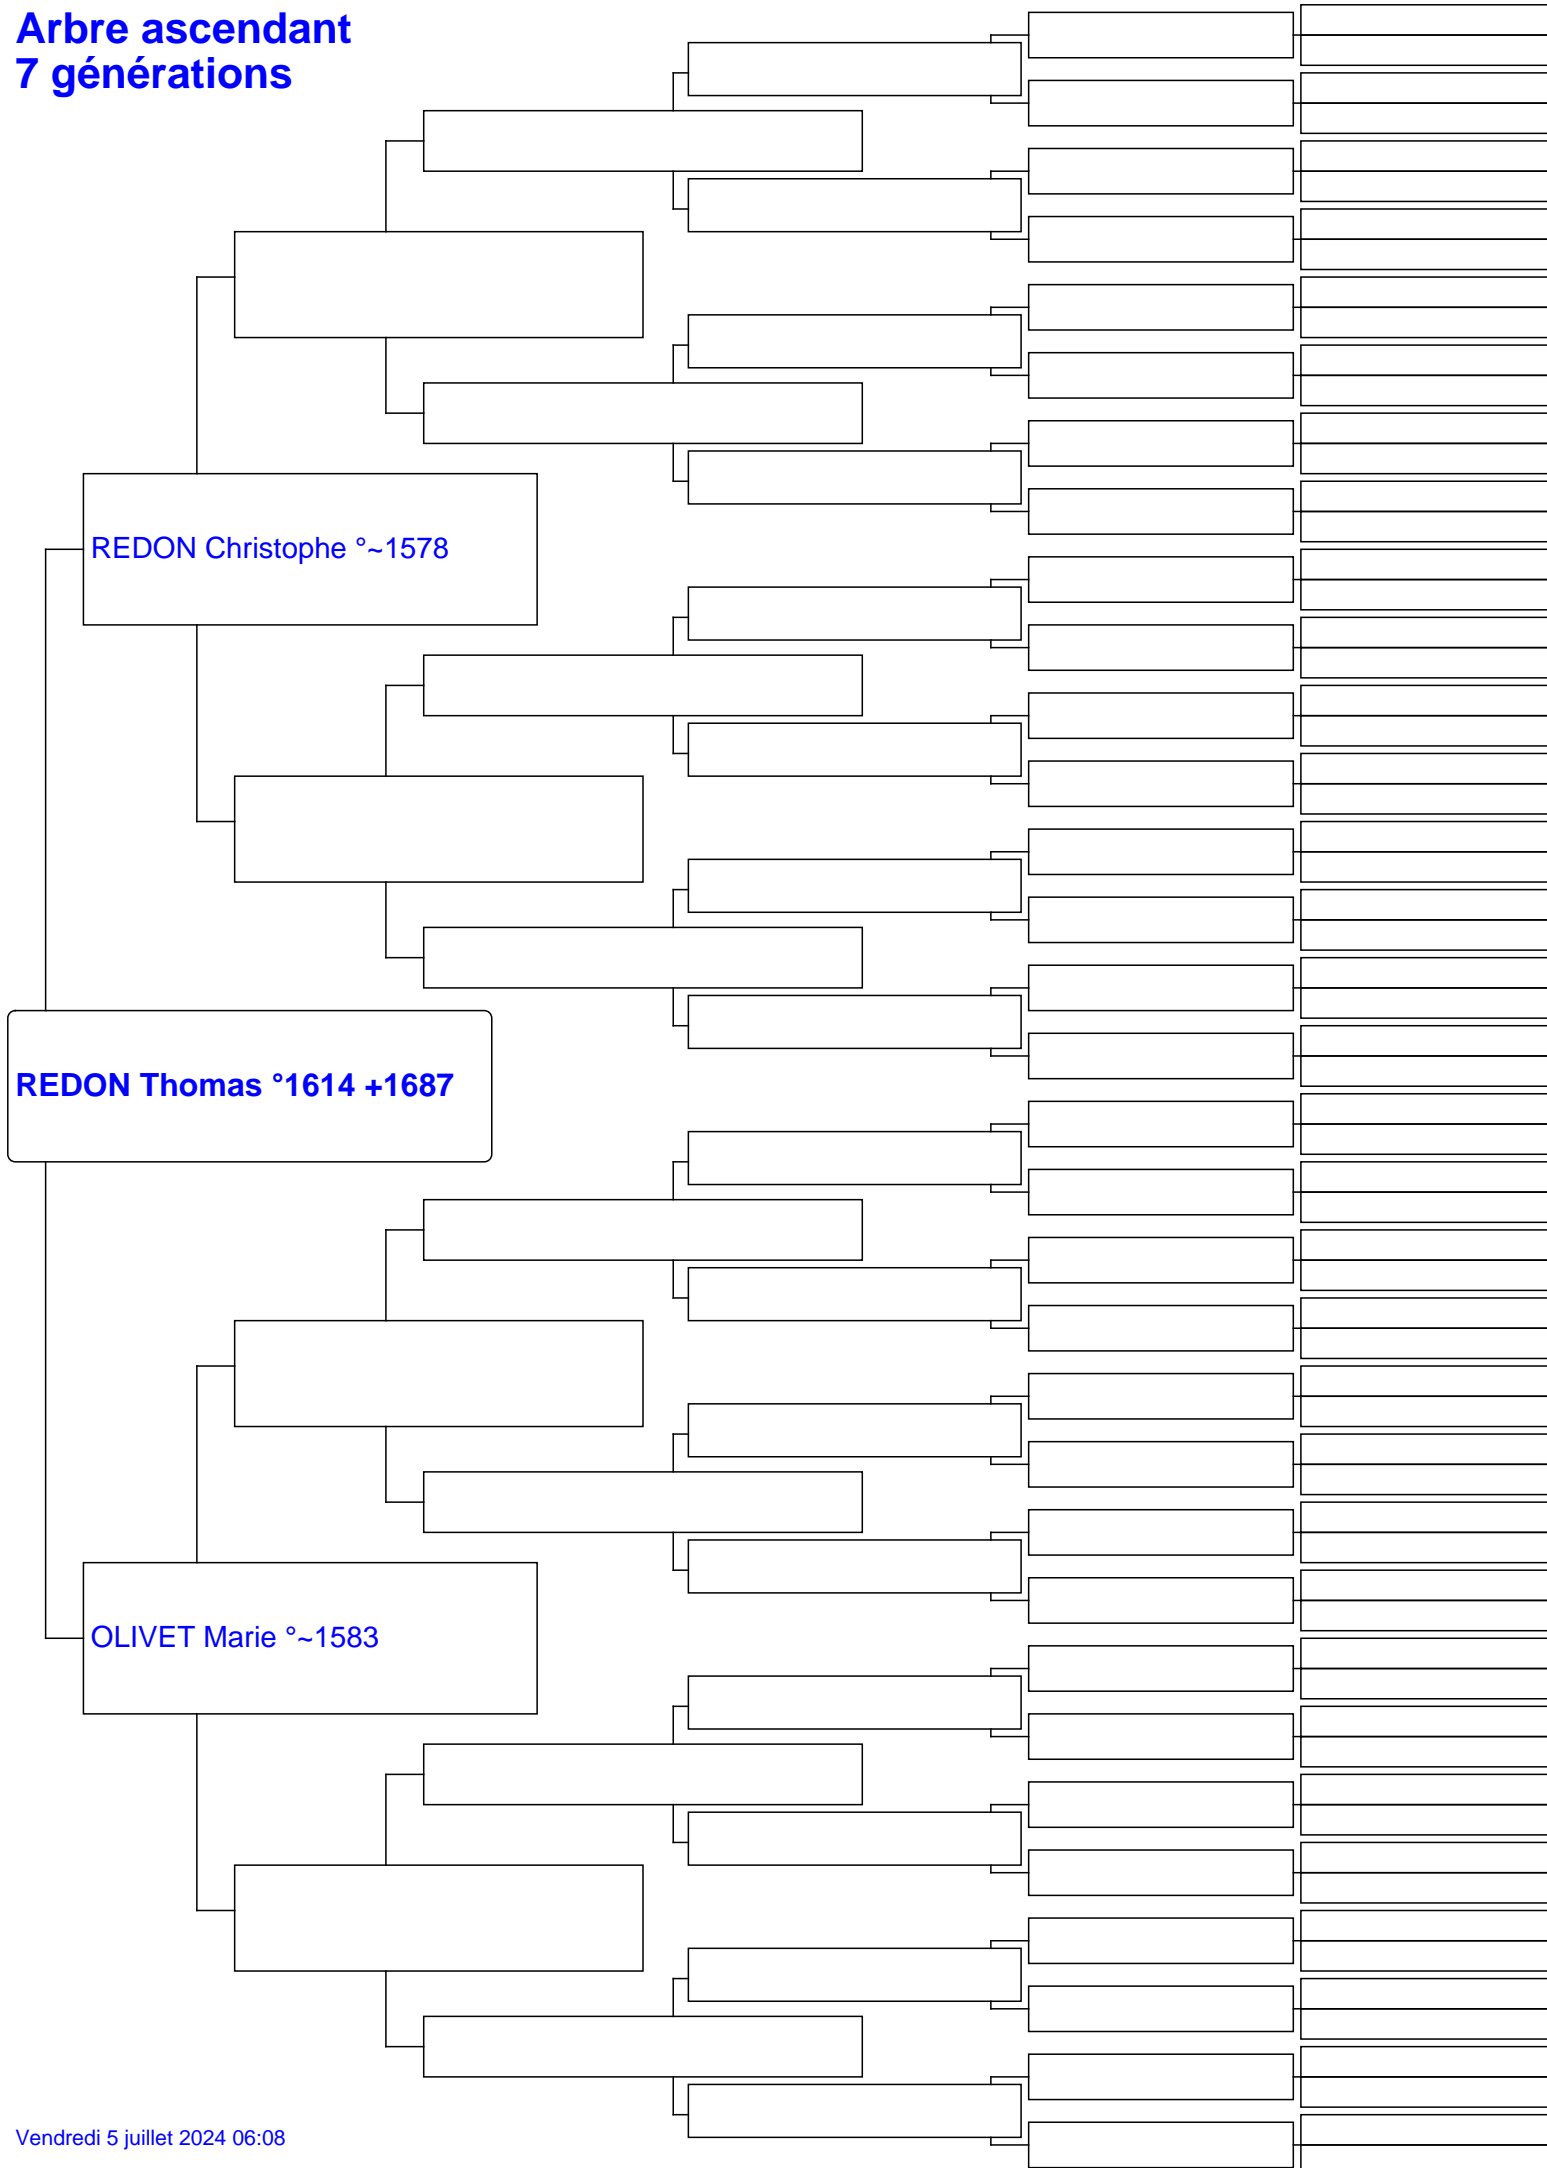 Arbre ascendant
7 générations
REDON Christophe °~1578
REDON Thomas °1614 +1687
OLIVET Marie °~1583
Vendredi 5 juillet 2024 06:08